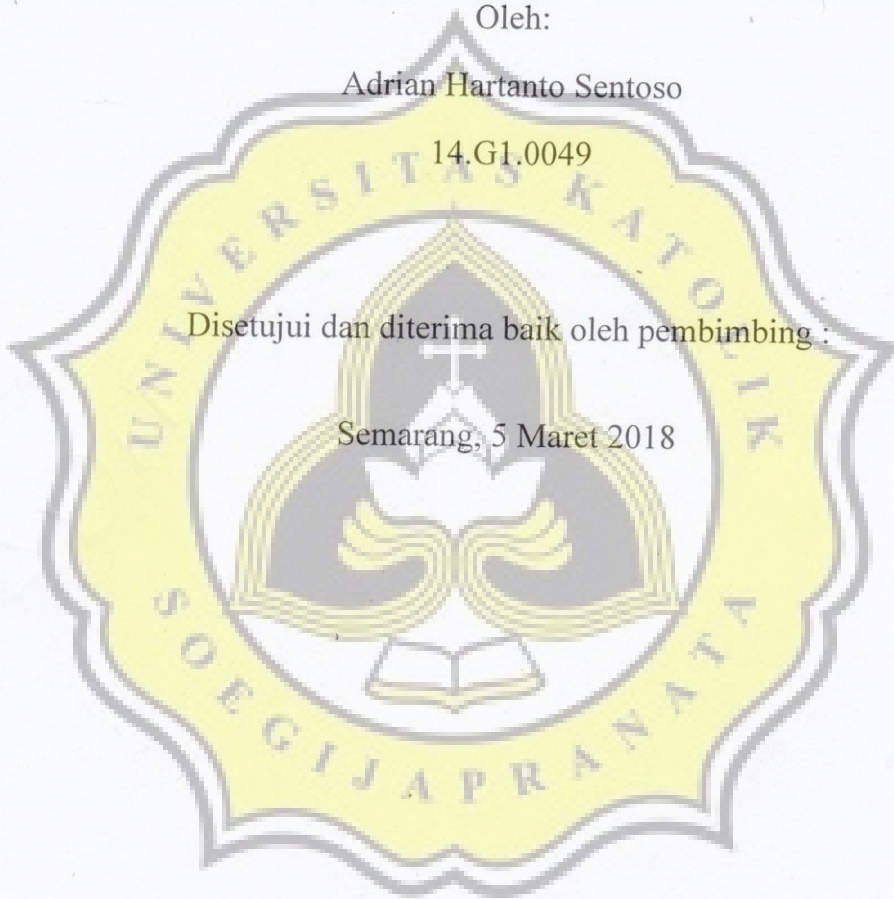 Oleh:
Adrian Hartanto Sentoso
14.G1.0049
UNIVERSITAS KATOLIK
Disetujui dan diterima baik oleh pembimbing :
Semarang, 5 Maret 2018
SOEGIJAPRANATA